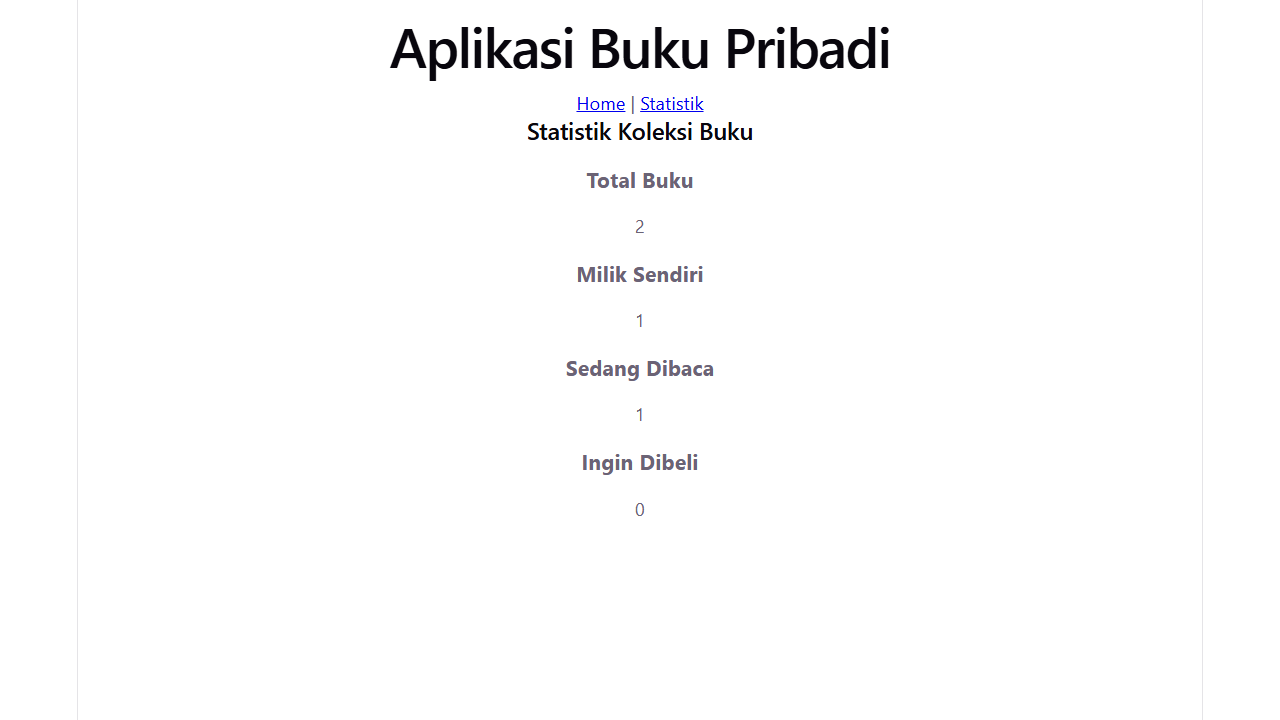 Aplikasi Buku Pribadi
Home | Statistik
Statistik Koleksi Buku
Total Buku
2
Milik Sendiri
1
Sedang Dibaca
1
Ingin Dibeli
0